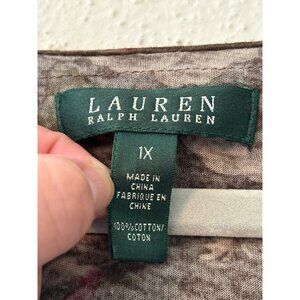 LAUREN
RALPH LAUREN
1X
MADE IN
CHINA
FABRIQUE EN
CHINE
100% COTTON/
COTON